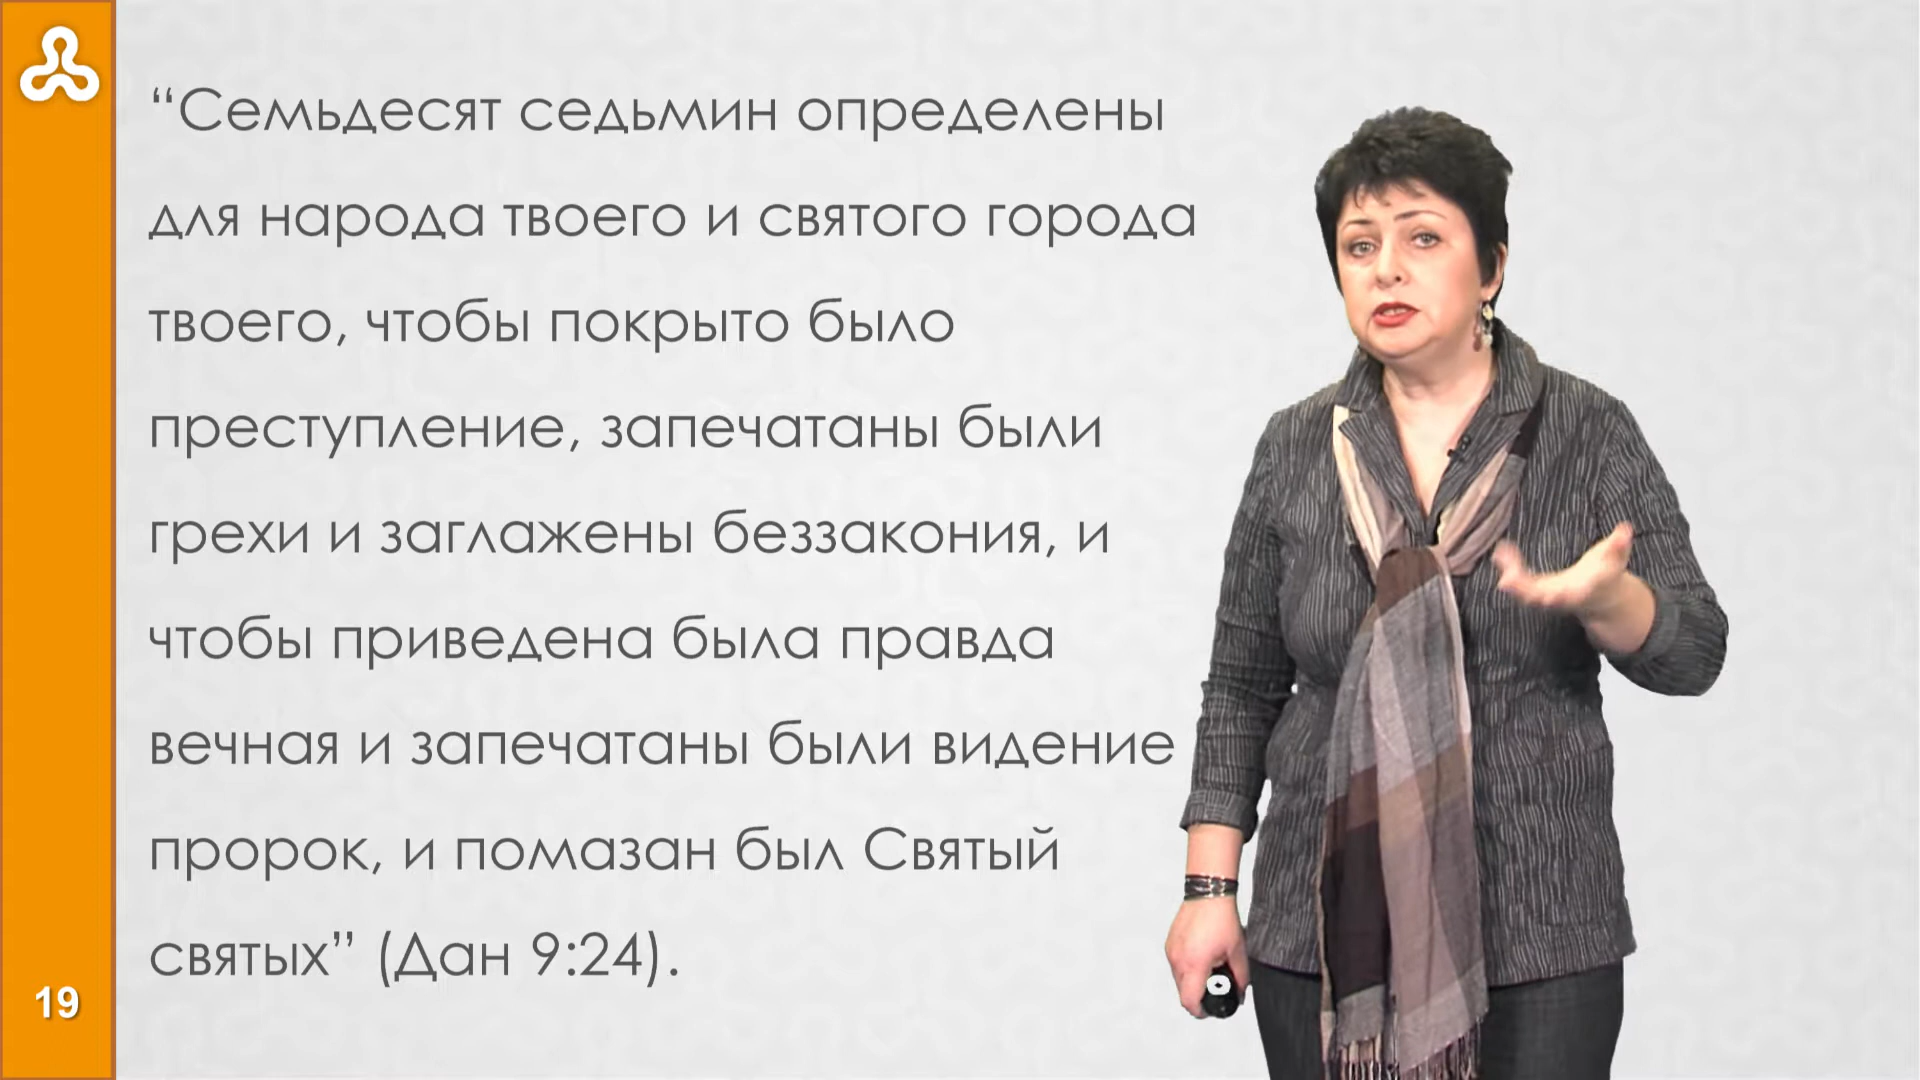 “Семьдесят седьмин определены
для народа твоего и святого города
твоего, чтобы покрыто было
преступление, запечатаны были
грехи и заглажены беззакония, и
чтобы приведена была правда
вечная и запечатаны были видение
пророк, и помазан был Святый
святых” (Дан 9:24).
19